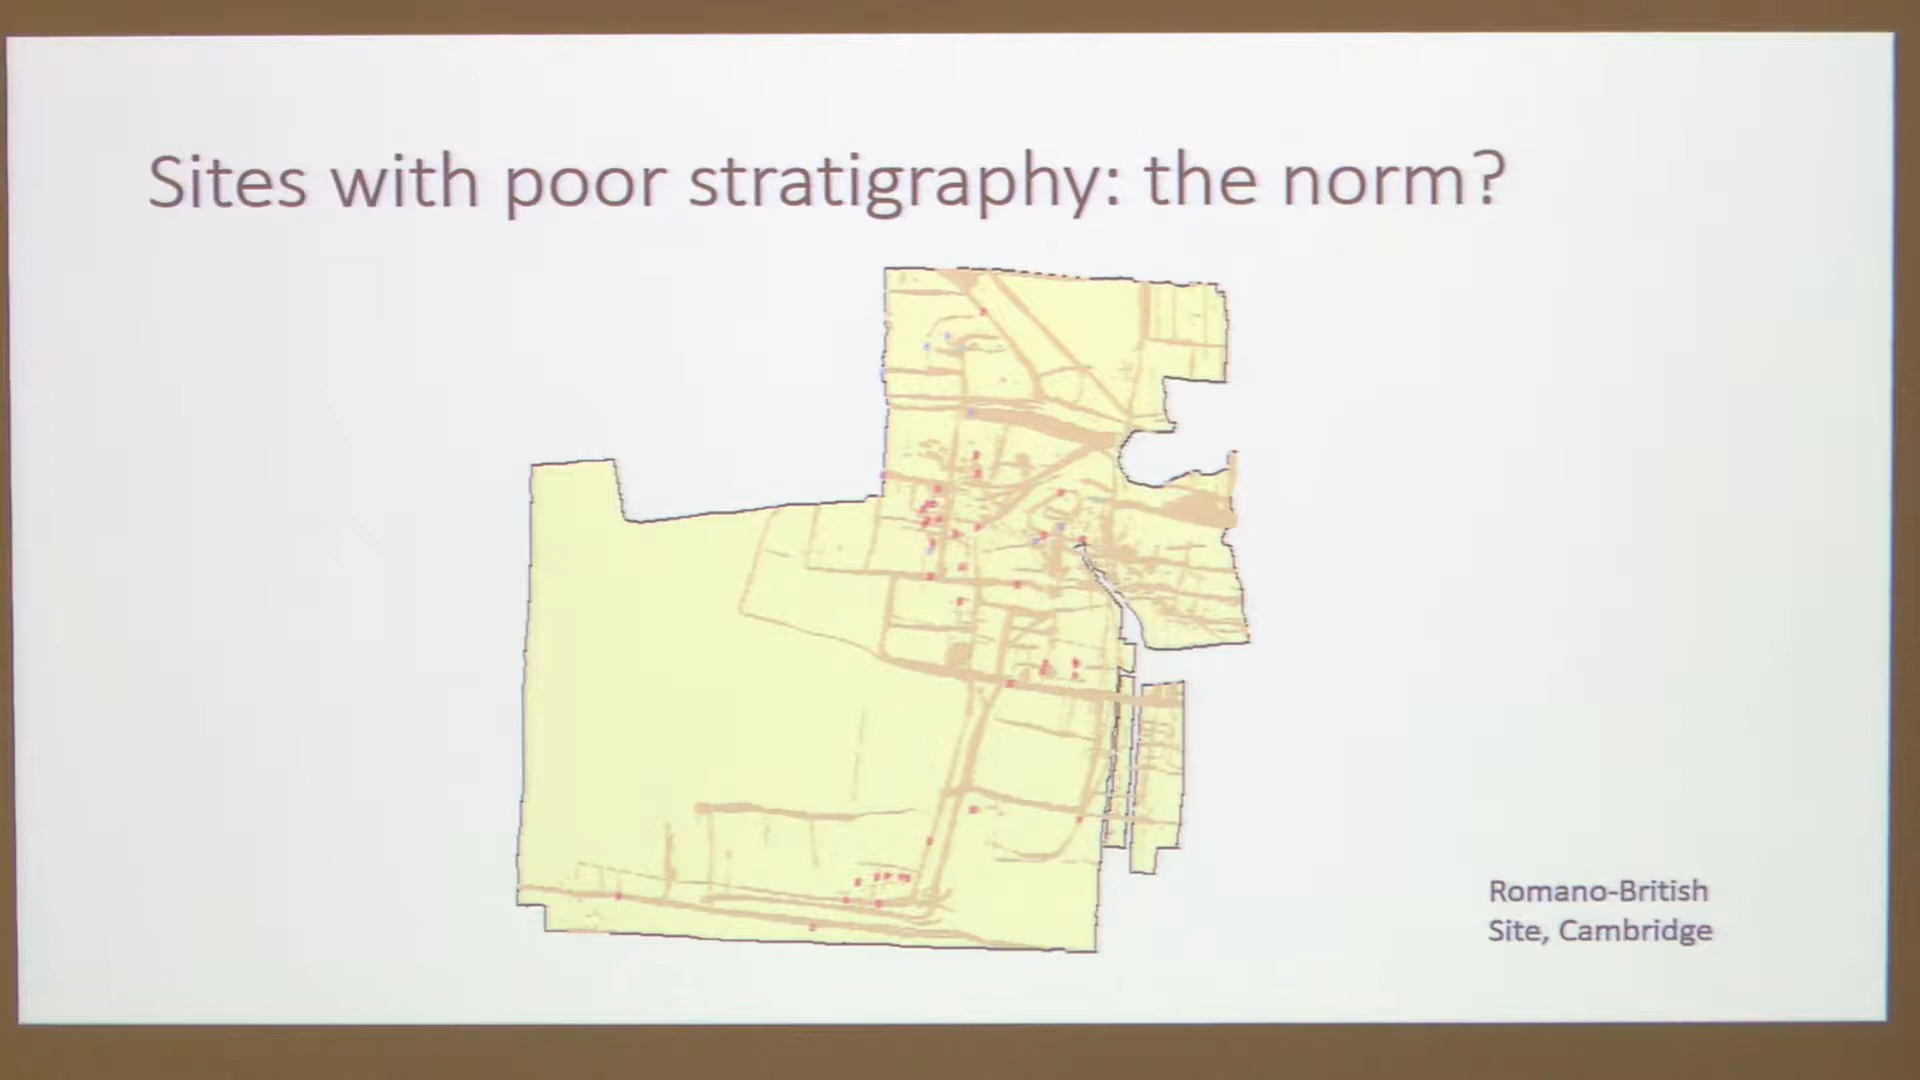 Sites with poor stratigraphy: the norm?
Romano-British
Site, Cambridge